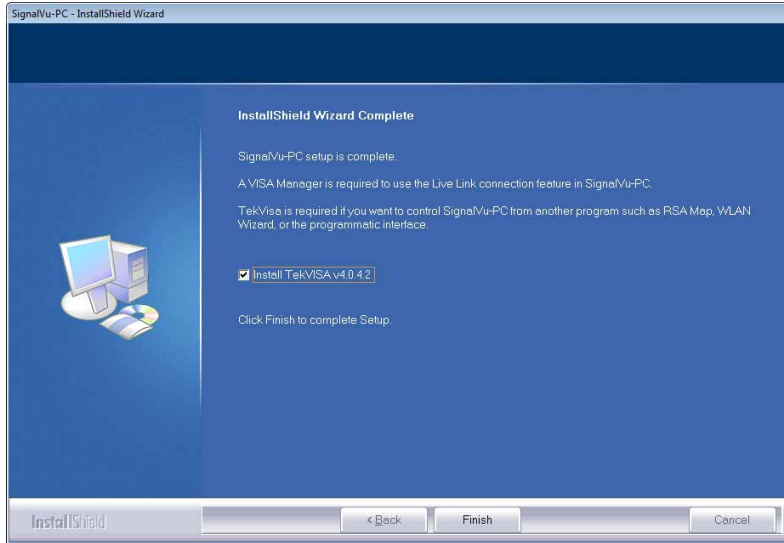 SignalVu-PC - InstallShield Wizard
InstallShield Wizard Complete
SignalVu-PC setup is complete.
A VISA Manager is required to use the Live Link connection feature in SignalVu-PC.
TekVisa is required if you want to control SignalVu-PC from another program such as RSA Map, WLAN
Wizard, or the programmatic interface.
Install TekVISA v4.0.4.2
Click Finish to complete Setup.
InstallShield
< Back
Finish
Cancel